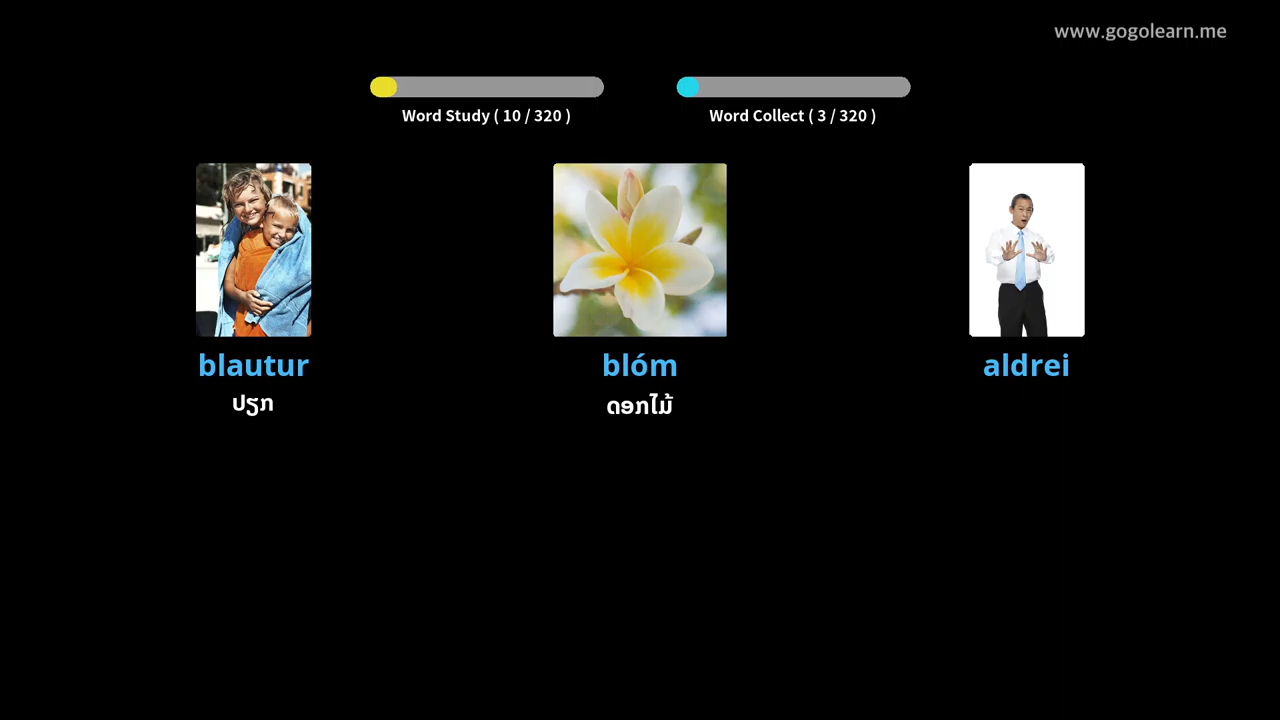 www.gogolearn.me
Word Study ( 10 / 320 )
Word Collect ( 3 / 320 )
blautur
blóm
aldrei
ປຽກ
ດອກໄມ້